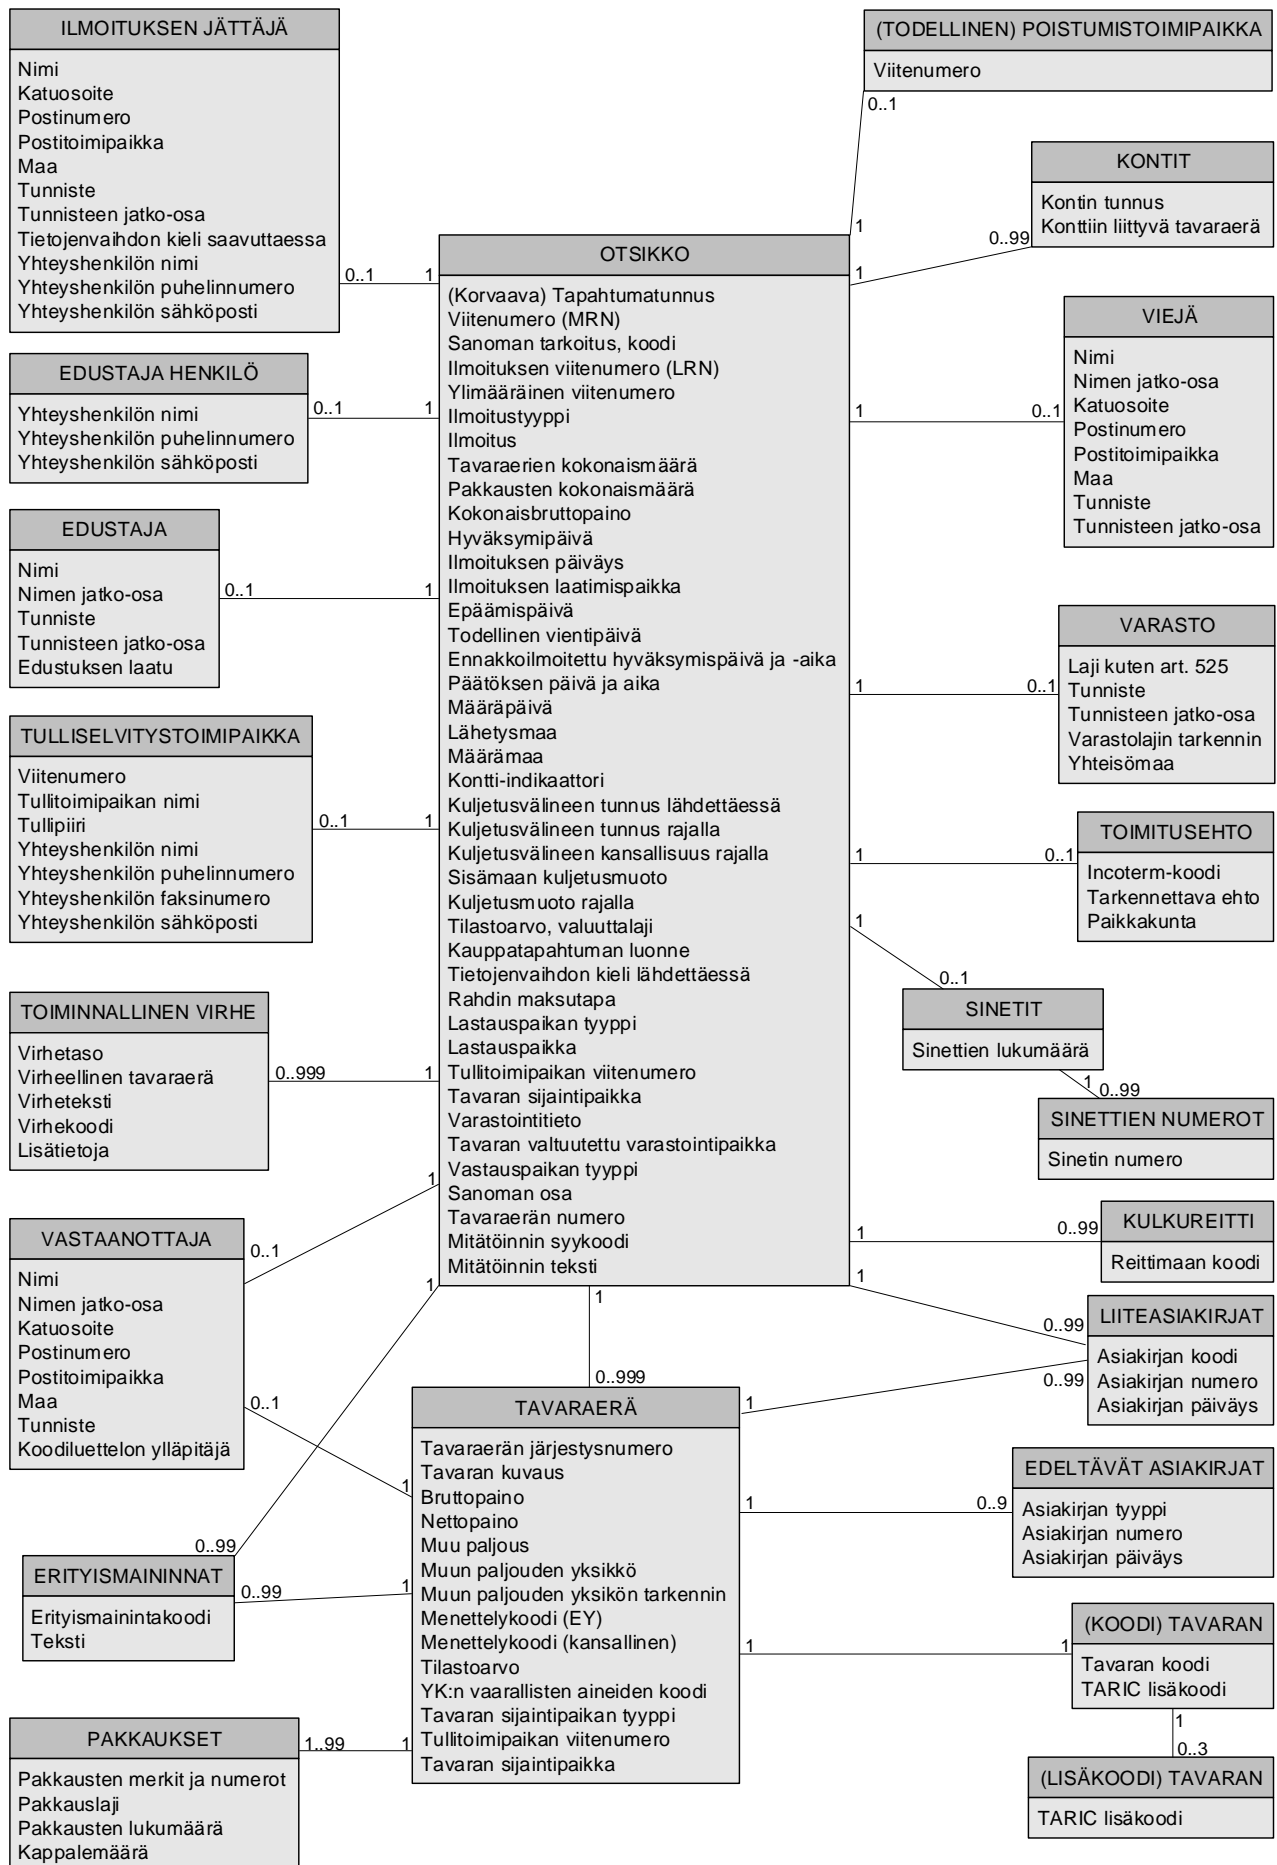 ILMOITUKSEN JÄTTÄJÄ
Nimi
Katuosoite
Postinumero
Postitoimipaikka
Maa
Tunniste
Tunnisteen jatko-osa
Tietojenvaihdon kieli saavuttaessa
Yhteyshenkilön nimi
Yhteyshenkilön puhelinnumero
Yhteyshenkilön sähköposti
0..1
1
EDUSTAJA HENKILÖ
Yhteyshenkilön nimi
Yhteyshenkilön puhelinnumero
Yhteyshenkilön sähköposti
0..1
1
EDUSTAJA
Nimi
Nimen jatko-osa
Tunniste
Tunnisteen jatko-osa
Edustuksen laatu
0..1
1
TULLISELVITYSTOIMIPAIKKA
Viitenumero
Tullitoimipaikan nimi
Tullipiiri
Yhteyshenkilön nimi
Yhteyshenkilön puhelinnumero
Yhteyshenkilön faksinumero
Yhteyshenkilön sähköposti
0..1
1
TOIMINNALLINEN VIRHE
Virhetaso
Virheellinen tavaraerä
Virheteksti
Virhekoodi
Lisätietoja
0..999
1
VASTAANOTTAJA
Nimi
Nimen jatko-osa
Katuosoite
Postinumero
Postitoimipaikka
Maa
Tunniste
Koodiluettelon ylläpitäjä
0..1
1
0..1
1
ERITYISMAININNAT
Erityismainintakoodi
Teksti
0..99
1
0..99
1
PAKKAUKSET
Pakkausten merkit ja numerot
Pakkauslaji
Pakkausten lukumäärä
Kappalemäärä
1..99
1
OTSIKKO
(Korvaava) Tapahtumatunnus
Viitenumero (MRN)
Sanoman tarkoitus, koodi
Ilmoituksen viitenumero (LRN)
Ylimääräinen viitenumero
Ilmoitustyyppi
Ilmoitus
Tavaraerien kokonaismäärä
Pakkausten kokonaismäärä
Kokonaisbruttopaino
Hyväksymipäivä
Ilmoituksen päiväys
Ilmoituksen laatimispaikka
Epäämispäivä
Todellinen vientipäivä
Ennakkoilmoitettu hyväksymispäivä ja -aika
Päätöksen päivä ja aika
Määräpäivä
Lähetysmaa
Määrämaa
Kontti-indikaattori
Kuljetusvälineen tunnus lähdettäessä
Kuljetusvälineen tunnus rajalla
Kuljetusvälineen kansallisuus rajalla
Sisämaan kuljetusmuoto
Kuljetusmuoto rajalla
Tilastoarvo, valuuttalaji
Kauppatapahtuman luonne
Tietojenvaihdon kieli lähdettäessä
Rahdin maksutapa
Lastauspaikan tyyppi
Lastauspaikka
Tullitoimipaikan viitenumero
Tavaran sijaintipaikka
Varastointitieto
Tavaran valtuutettu varastointipaikka
Vastauspaikan tyyppi
Sanoman osa
Tavaraerän numero
Mitätöinnin syykoodi
Mitätöinnin teksti
1
0..999
TAVARAERÄ
Tavaraerän järjestysnumero
Tavaran kuvaus
Bruttopaino
Nettopaino
Muu paljous
Muun paljouden yksikkö
Muun paljouden yksikön tarkennin
Menettelykoodi (EY)
Menettelykoodi (kansallinen)
Tilastoarvo
YK:n vaarallisten aineiden koodi
Tavaran sijaintipaikan tyyppi
Tullitoimipaikan viitenumero
Tavaran sijaintipaikka
(TODELLINEN) POISTUMISTOIMIPAIKKA
Viitenumero
0..1
1
KONTIT
Kontin tunnus
Konttiin liittyvä tavaraerä
0..99
1
VIEJÄ
Nimi
Nimen jatko-osa
Katuosoite
Postinumero
Postitoimipaikka
Maa
Tunniste
Tunnisteen jatko-osa
1
0..1
VARASTO
Laji kuten art. 525
Tunniste
Tunnisteen jatko-osa
Varastolajin tarkennin
Yhteisömaa
1
0..1
TOIMITUSEHTO
Incoterm-koodi
Tarkennettava ehto
Paikkakunta
1
0..1
SINETIT
Sinettien lukumäärä
1
0..1
1
0..99
SINETTIEN NUMEROT
Sinetin numero
KULKUREITTI
Reittimaan koodi
1
0..99
LIITEASIAKIRJAT
Asiakirjan koodi
Asiakirjan numero
Asiakirjan päiväys
1
0..99
1
0..99
EDELTÄVÄT ASIAKIRJAT
Asiakirjan tyyppi
Asiakirjan numero
Asiakirjan päiväys
1
0..9
(KOODI) TAVARAN
Tavaran koodi
TARIC lisäkoodi
1
1
1
0..3
(LISÄKOODI) TAVARAN
TARIC lisäkoodi